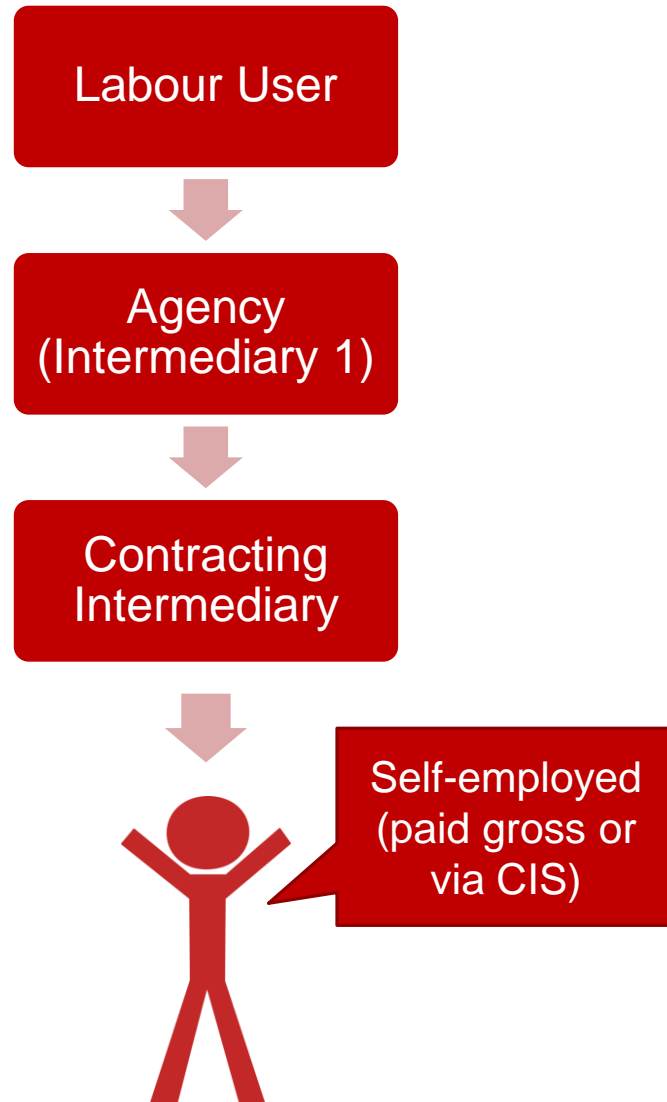 Labour User
Agency
(Intermediary 1)
Contracting
Intermediary
Self-employed
(paid gross or
via CIS)